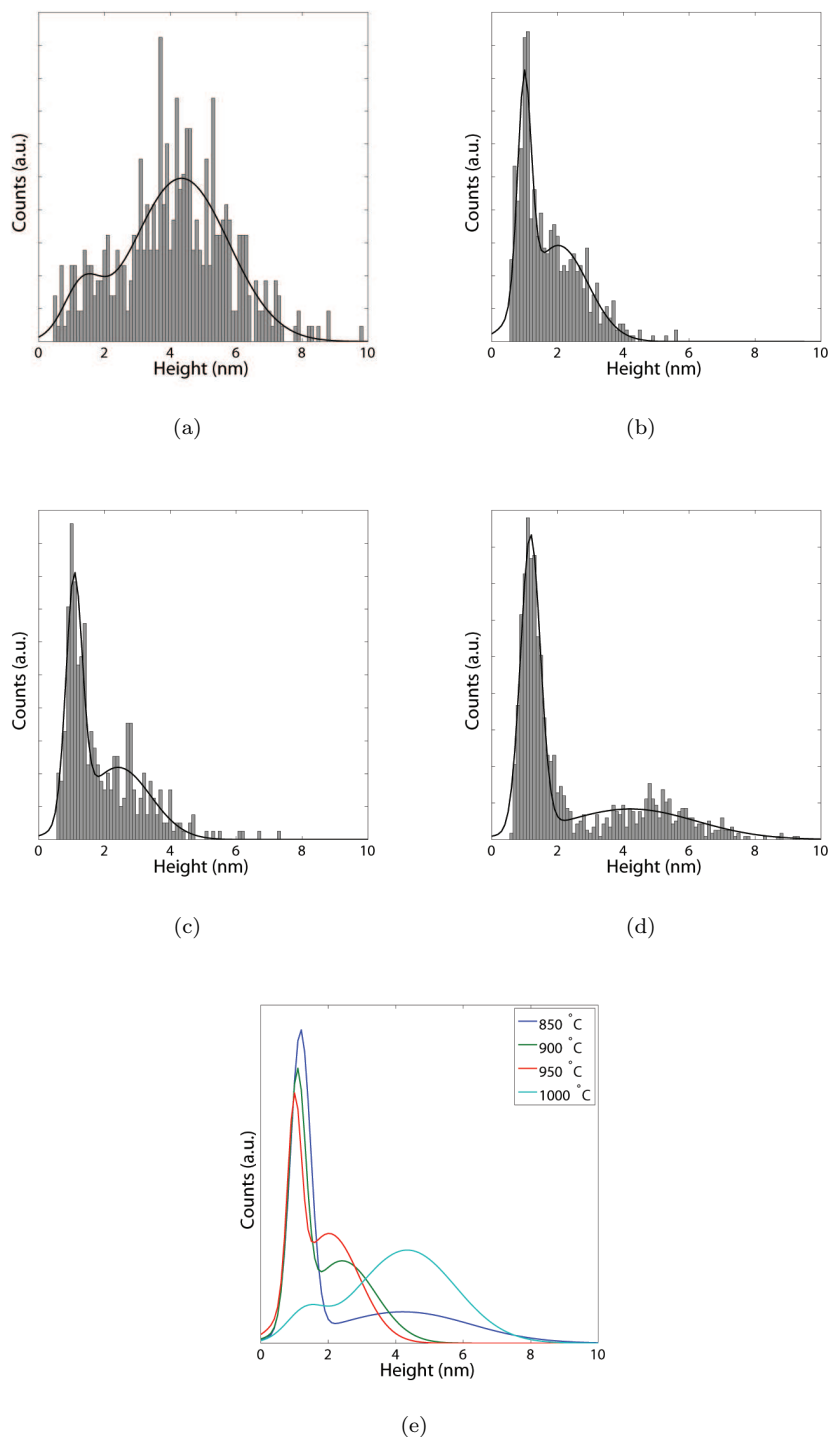 Counts (a.u.)
0 2 4 6 8 10
Height (nm)
(a)
Counts (a.u.)
0 2 4 6 8 10
Height (nm)
(b)
Counts (a.u.)
0 2 4 6 8 10
Height (nm)
(c)
Counts (a.u.)
0 2 4 6 8 10
Height (nm)
(d)
Counts (a.u.)
850 °C
900 °C
950 °C
1000 °C
0 2 4 6 8 10
Height (nm)
(e)